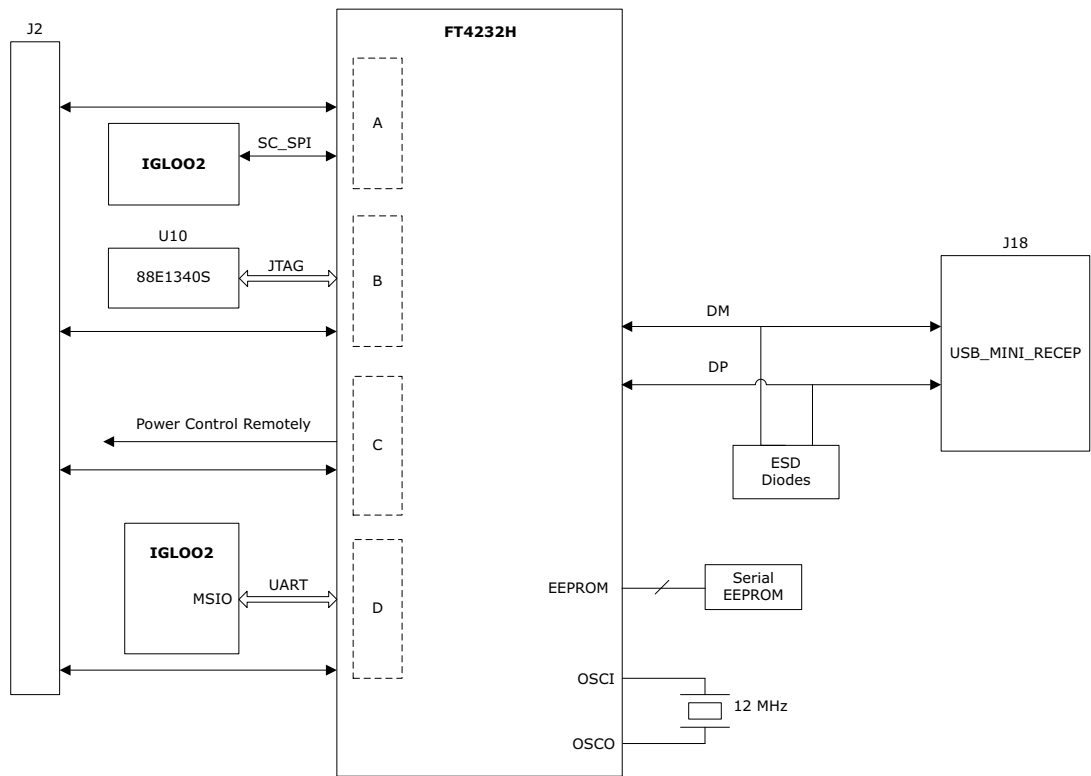 J2
FT4232H
A
SC_SPI
IGLOO2
U10
88E1340S
JTAG
B
J18
USB_MINI_RECEP
DM
DP
ESD
Diodes
Power Control Remotely
C
IGLOO2
MSIO
UART
D
EEPROM
Serial
EEPROM
OSCI
12 MHz
OSCO